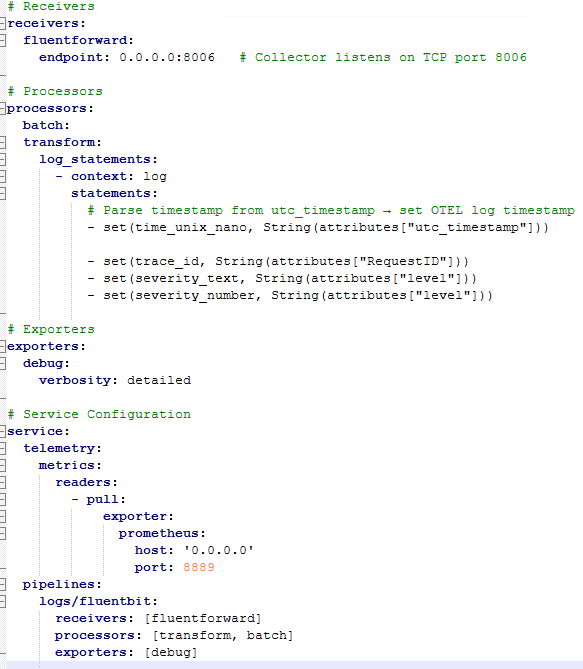 # Receivers
receivers:
  fluentforward:
    endpoint: 0.0.0.0:8006   # Collector listens on TCP port 8006

# Processors
processors:
  batch:
  transform:
    log_statements:
      - context: log
        statements:
          # Parse timestamp from utc_timestamp → set OTEL log timestamp
          - set(time_unix_nano, String(attributes["utc_timestamp"]))

          - set(trace_id, String(attributes["RequestID"]))
          - set(severity_text, String(attributes["level"]))
          - set(severity_number, String(attributes["level"]))

# Exporters
exporters:
  debug:
    verbosity: detailed

# Service Configuration
service:
  telemetry:
    metrics:
      readers:
        - pull:
            exporter:
              prometheus:
                host: '0.0.0.0'
                port: 8889
  pipelines:
    logs/fluentbit:
      receivers: [fluentforward]
      processors: [transform, batch]
      exporters: [debug]